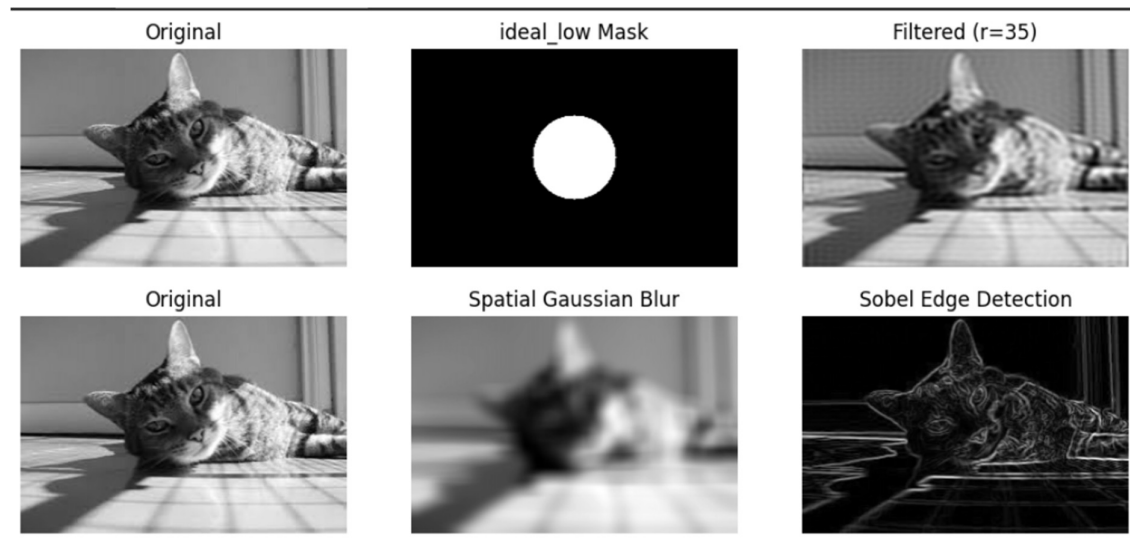 Original
ideal_low Mask
Filtered (r=35)
Original
Spatial Gaussian Blur
Sobel Edge Detection